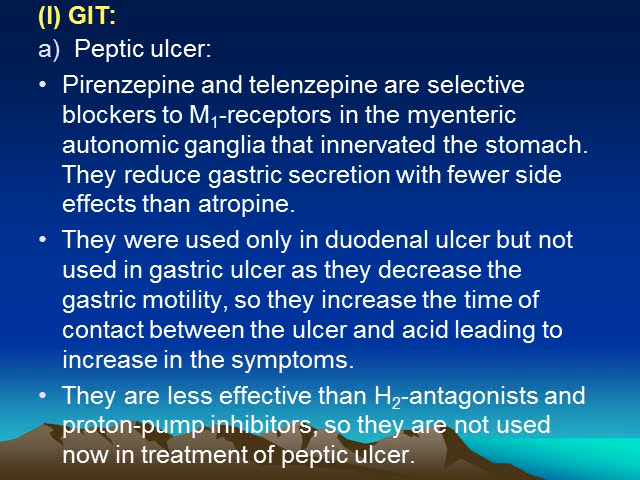 (I) GIT:
a) Peptic ulcer:
• Pirenzepine and telenzepine are selective
blockers to M₁-receptors in the myenteric
autonomic ganglia that innervated the stomach.
They reduce gastric secretion with fewer side
effects than atropine.
• They were used only in duodenal ulcer but not
used in gastric ulcer as they decrease the
gastric motility, so they increase the time of
contact between the ulcer and acid leading to
increase in the symptoms.
• They are less effective than H₂-antagonists and
proton-pump inhibitors, so they are not used
now in treatment of peptic ulcer.